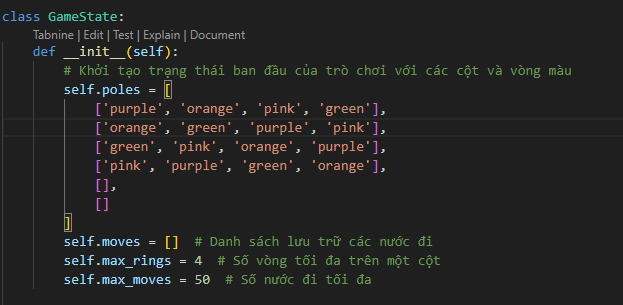 class GameState:
Tabnine | Edit | Test | Explain | Document
def __init__(self):
# Khởi tạo trạng thái ban đầu của trò chơi với các cột và vòng màu
self.poles = [
['purple', 'orange', 'pink', 'green'],
['orange', 'green', 'purple', 'pink'],
['green', 'pink', 'orange', 'purple'],
['pink', 'purple', 'green', 'orange'],
[],
[]
]
self.moves = []  # Danh sách lưu trữ các nước đi
self.max_rings = 4  # Số vòng tối đa trên một cột
self.max_moves = 50  # Số nước đi tối đa